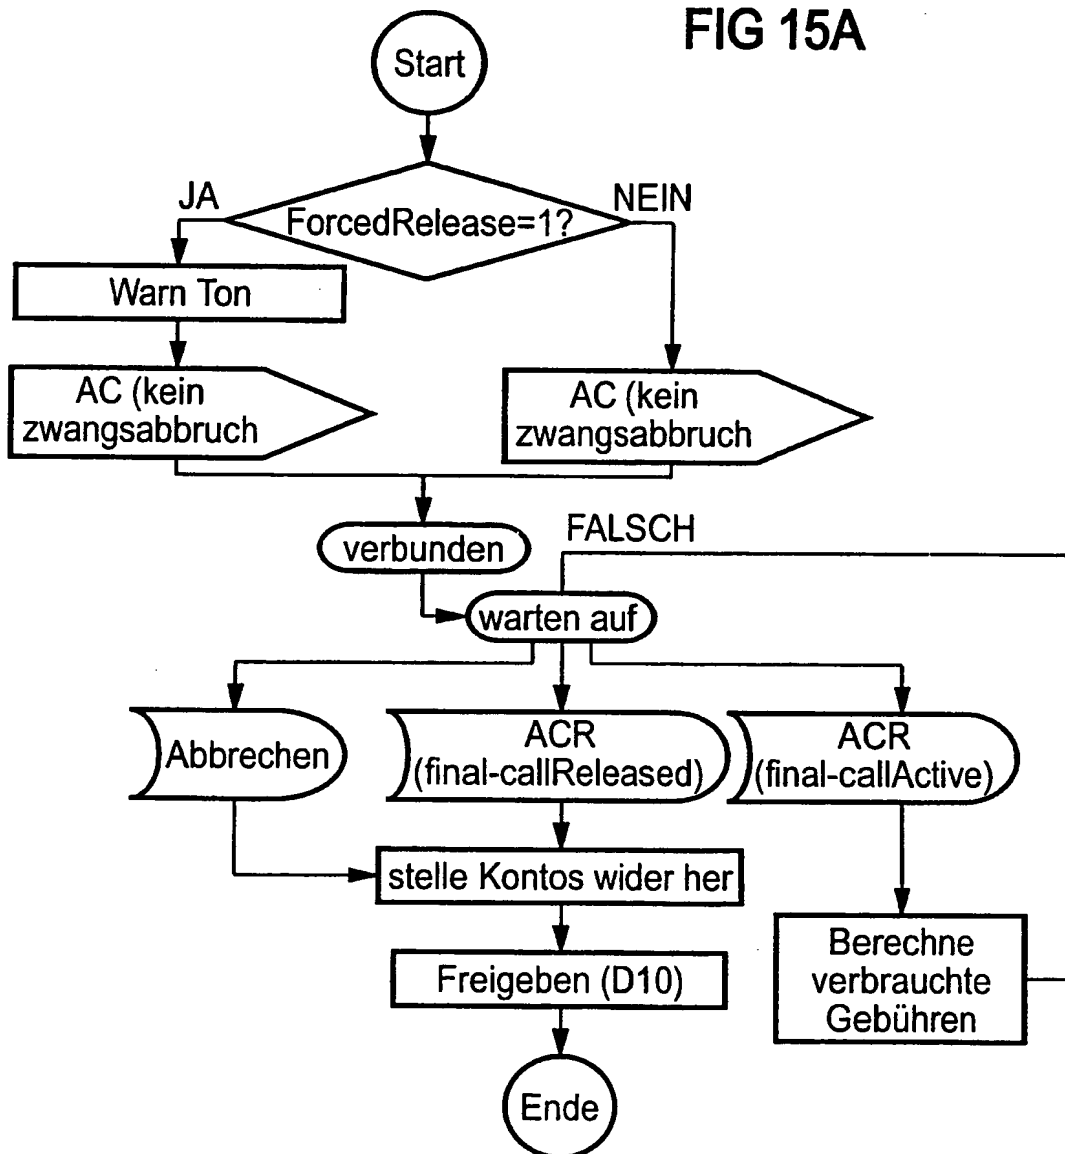 FIG 15A
Start
JA
NEIN
ForcedRelease=1?
Warn Ton
AC (kein
zwangsabbruch
AC (kein
zwangsabbruch
FALSCH
verbunden
warten auf
Abbrechen
ACR
(final-callReleased)
ACR
(final-callActive)
stelle Kontos wider her
Freigeben (D10)
Berechne
verbrauchte
Gebühren
Ende